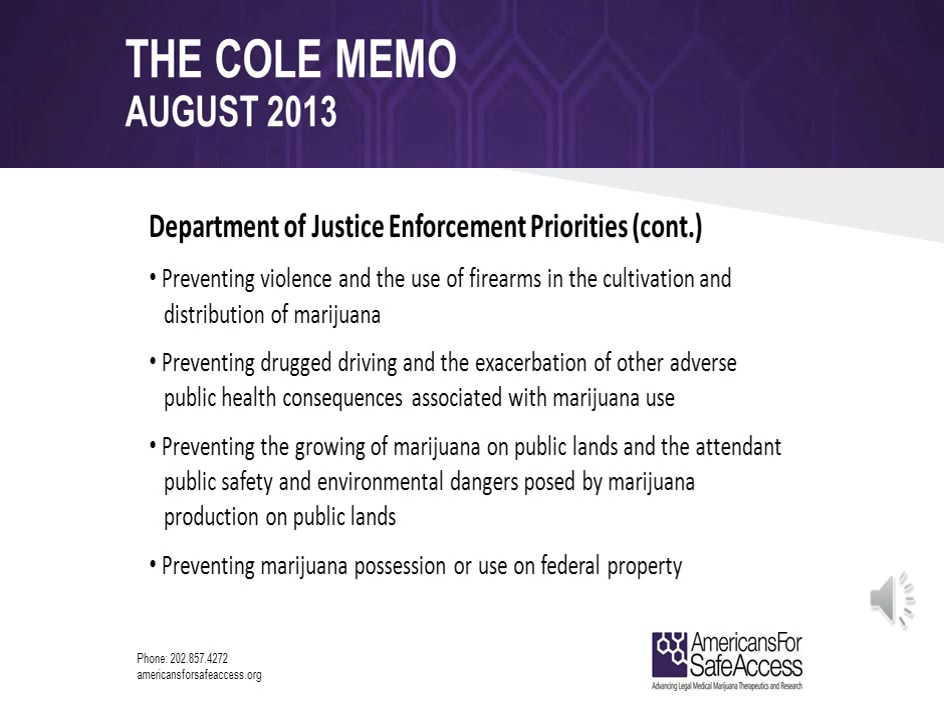 THE COLE MEMO
AUGUST 2013
Department of Justice Enforcement Priorities (cont.)
• Preventing violence and the use of firearms in the cultivation and
distribution of marijuana
• Preventing drugged driving and the exacerbation of other adverse
public health consequences associated with marijuana use
• Preventing the growing of marijuana on public lands and the attendant
public safety and environmental dangers posed by marijuana
production on public lands
• Preventing marijuana possession or use on federal property
Phone: 202.857.4272
americansforsafeaccess.org
AmericansFor
SafeAccess
Advancing Legal Medical Marijuana Therapeutics and Research